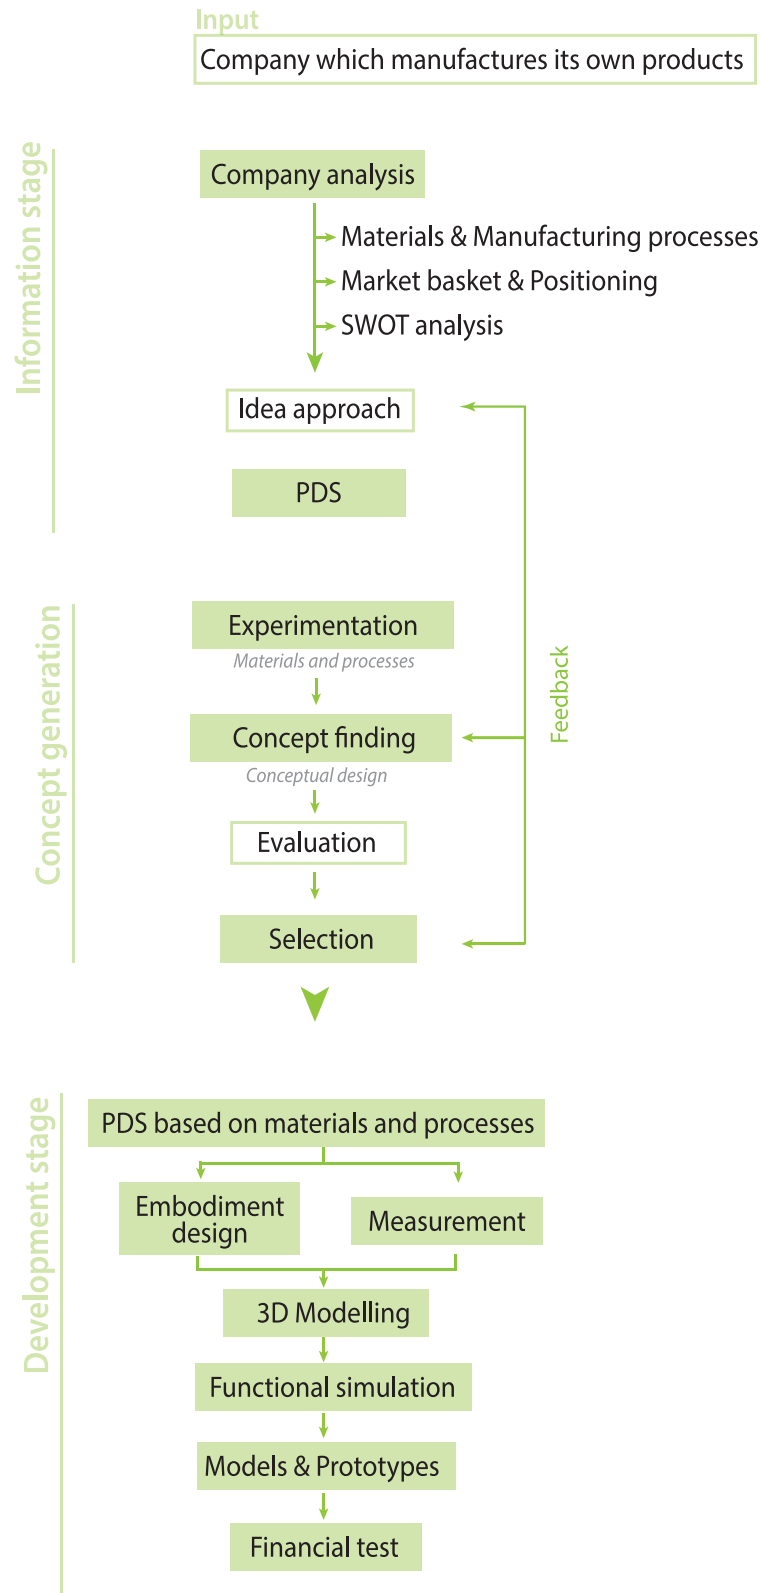 Input
Company which manufactures its own products
Information stage
Company analysis
Materials & Manufacturing processes
Market basket & Positioning
SWOT analysis
Idea approach
PDS
Concept generation
Experimentation
Materials and processes
Feedback
Concept finding
Conceptual design
Evaluation
Selection
Development stage
PDS based on materials and processes
Embodiment
design
Measurement
3D Modelling
Functional simulation
Models & Prototypes
Financial test